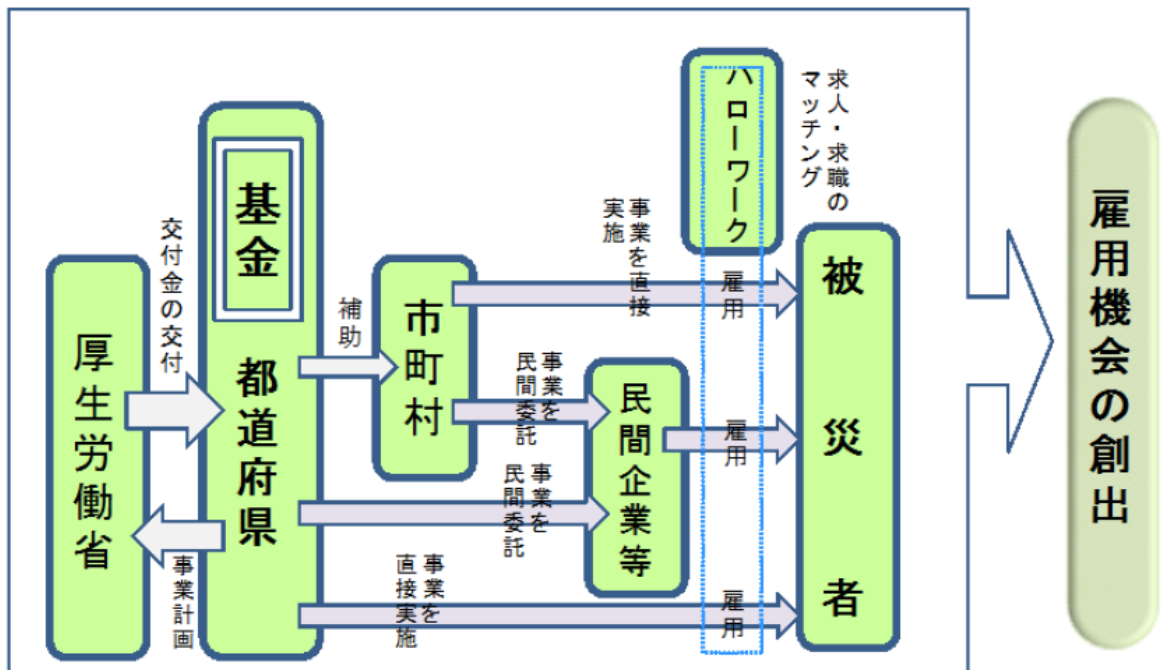 厚生労働省
交付金の交付
事業計画
基金
都道府県
補助
市町村
事業を直接
実施
事業を
民間委託
事業を
民間委託
事業を
直接実施
民間企業等
ハローワーク
求人・求職の
マッチング
雇用
雇用
雇用
被災者
雇用機会の創出